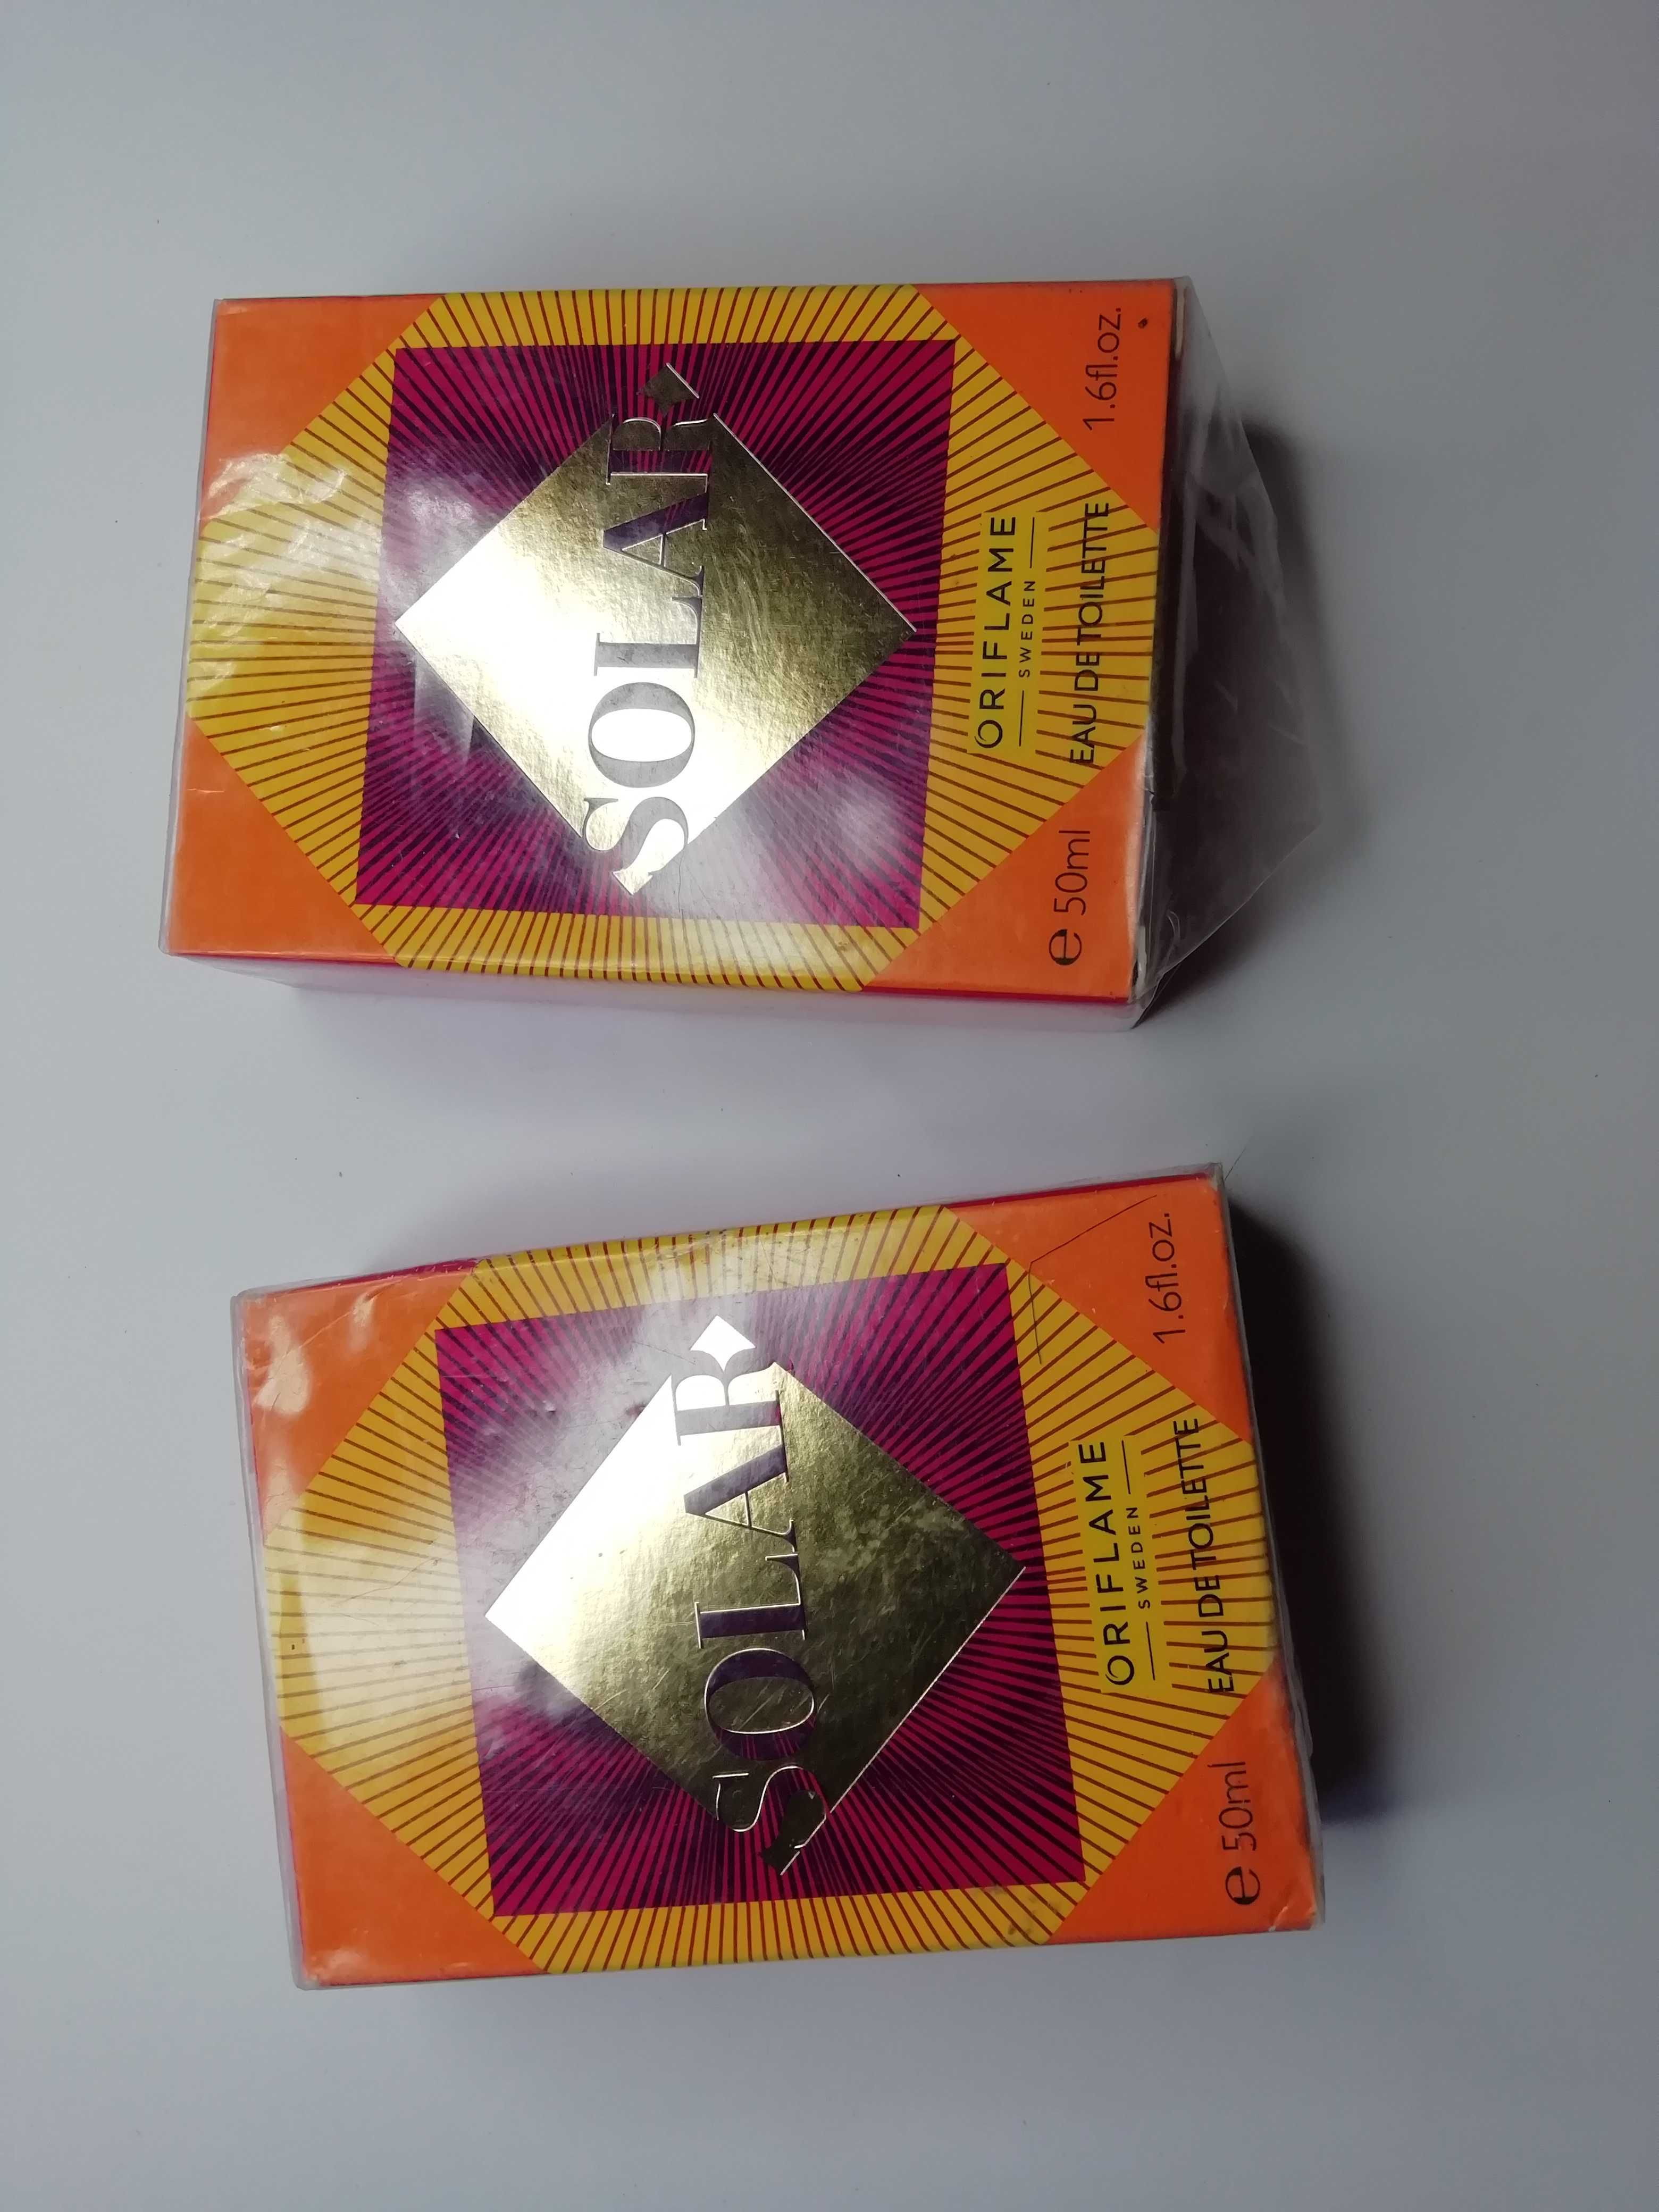 SOLAR
ORIFLAME
SWEDEN
EAU DE TOILETTE
e 50ml 1.6fl.oz.
SOLAR
ORIFLAME
SWEDEN
EAU DE TOILETTE
e 50ml 1.6fl.oz.